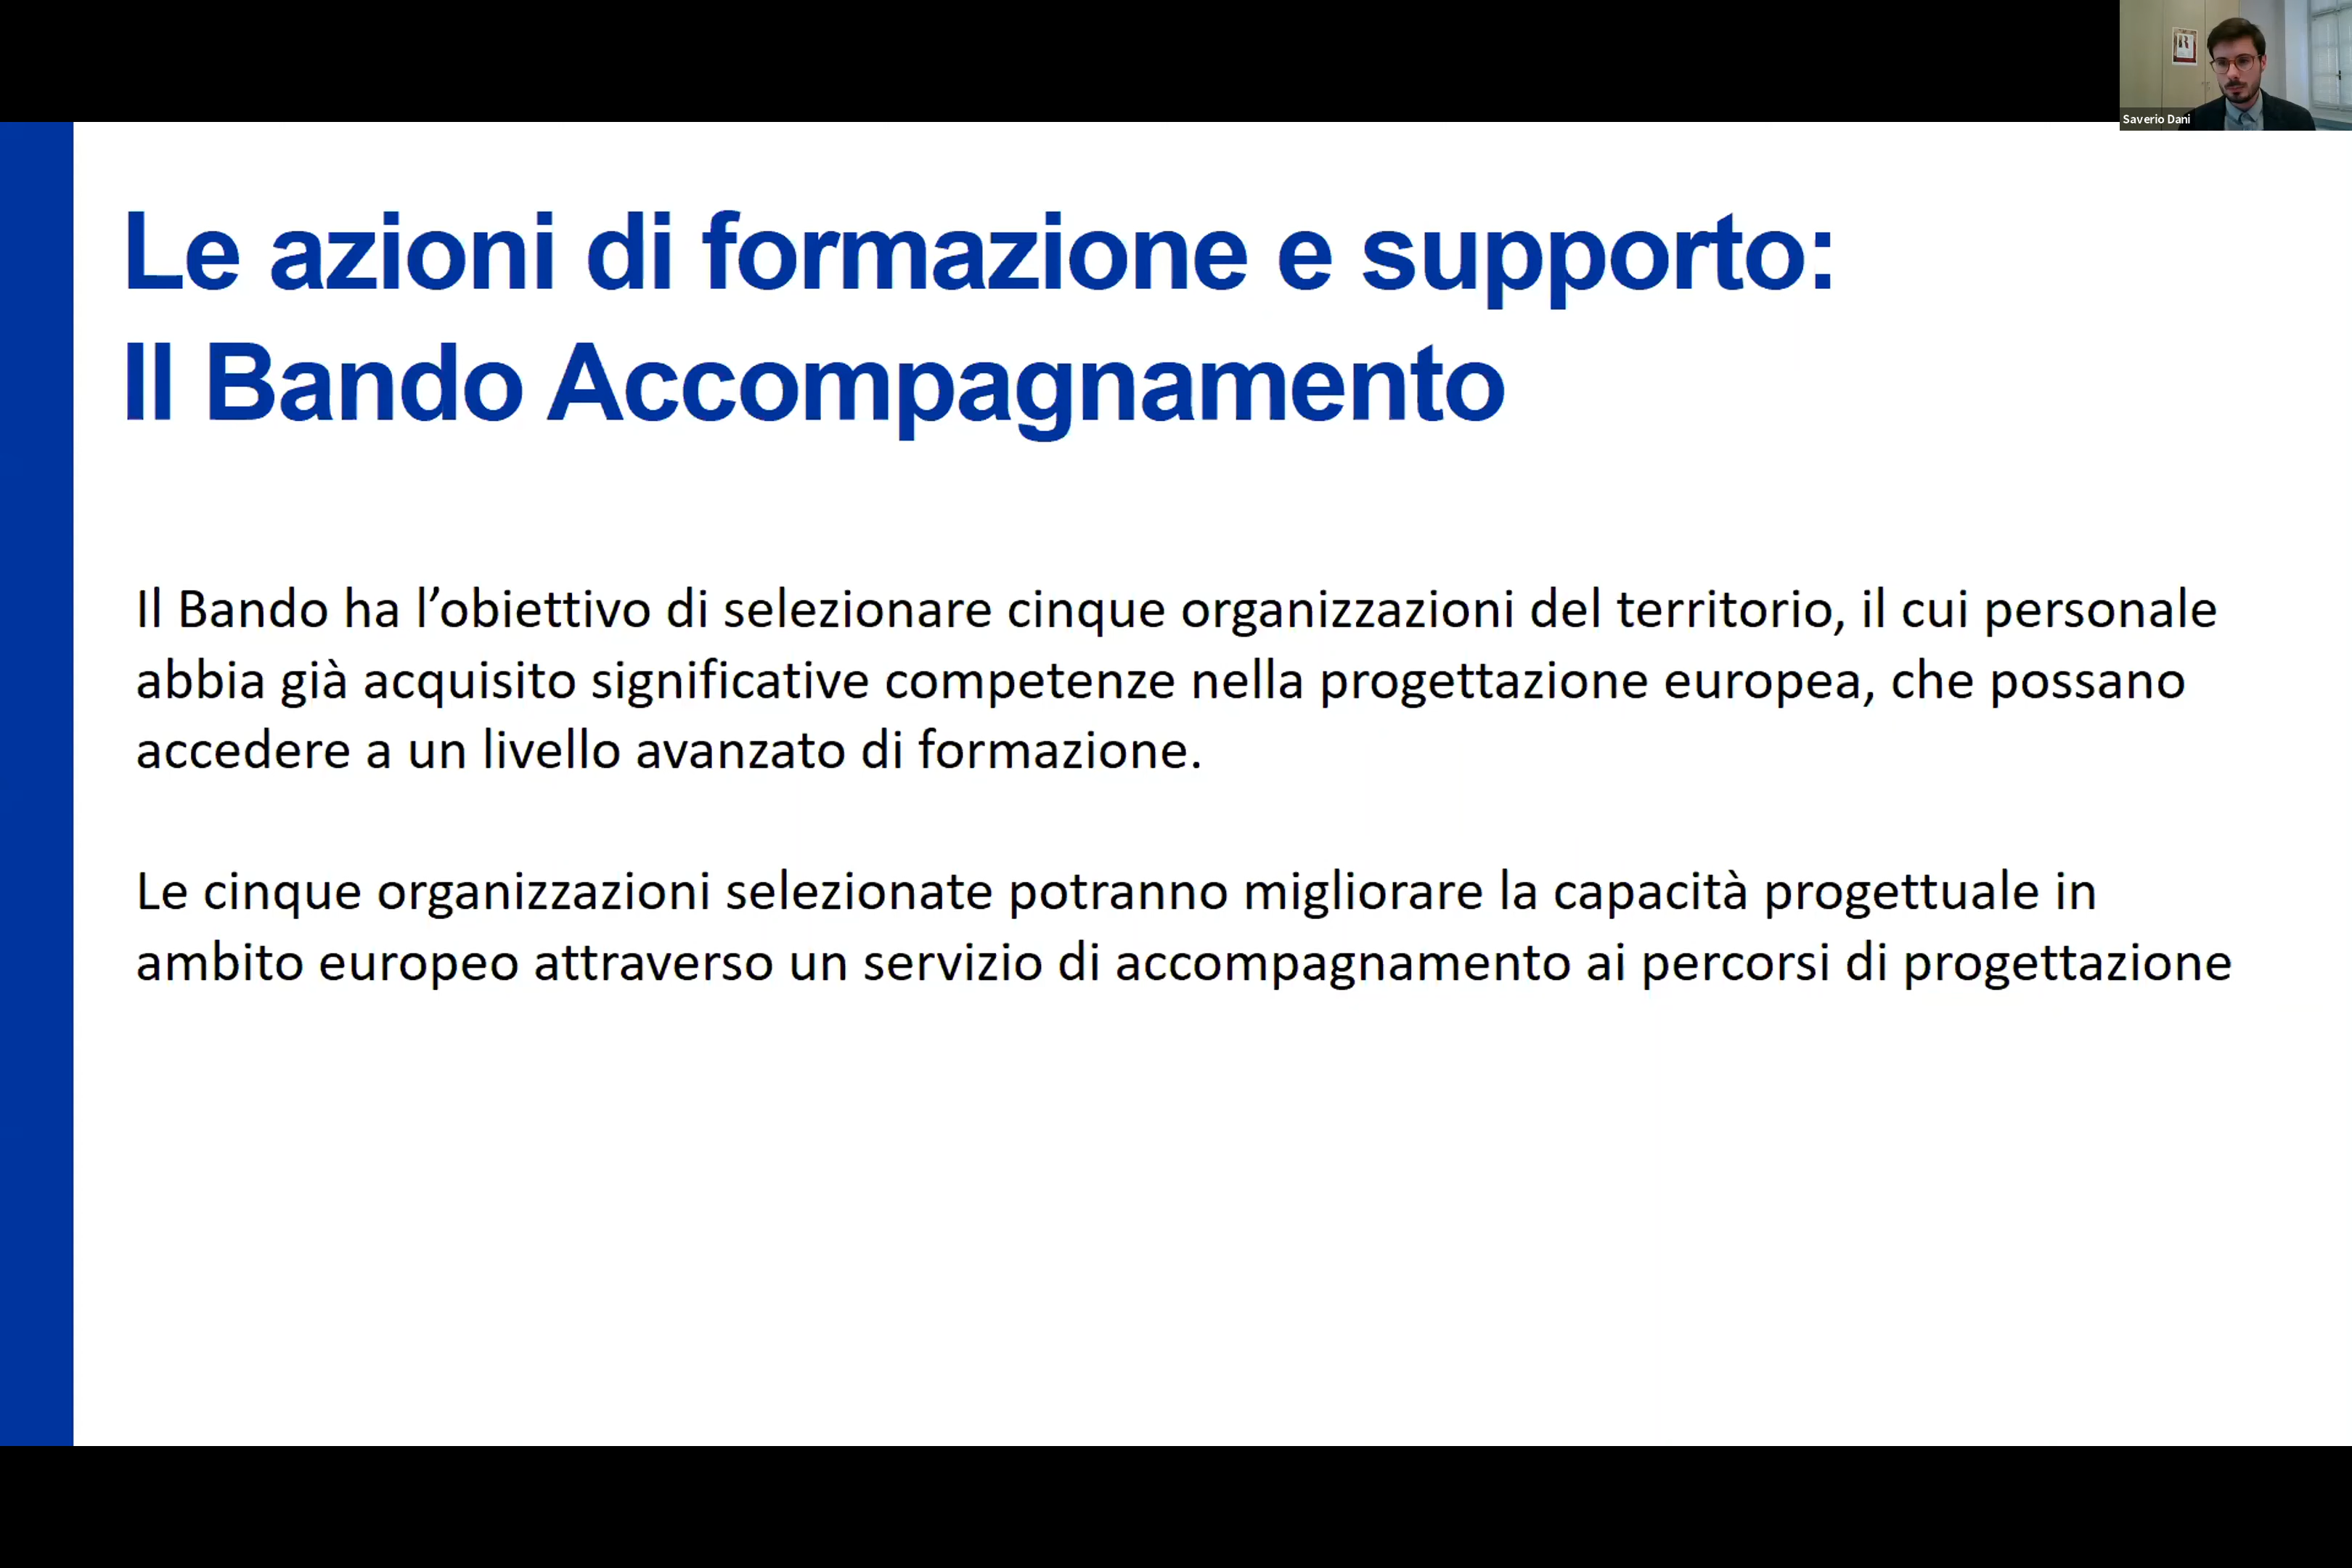 Saverio Dani
Le azioni di formazione e supporto:
Il Bando Accompagnamento
Il Bando ha l’obiettivo di selezionare cinque organizzazioni del territorio, il cui personale
abbia già acquisito significative competenze nella progettazione europea, che possano
accedere a un livello avanzato di formazione.
Le cinque organizzazioni selezionate potranno migliorare la capacità progettuale in
ambito europeo attraverso un servizio di accompagnamento ai percorsi di progettazione